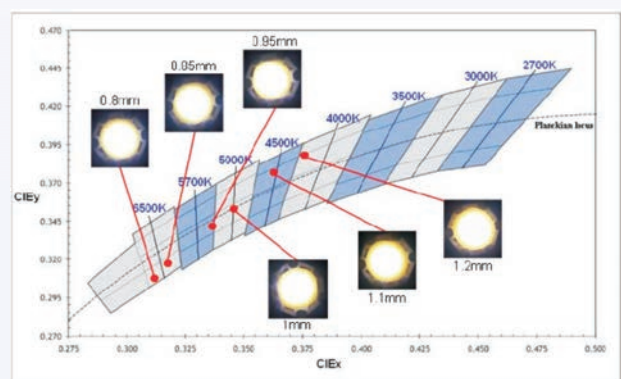 0.470
0.445
0.420
0.395
0.370
0.345
0.320
0.295
0.270
CIEy
0.8mm
0.85mm
0.95mm
6500K
5700K
5000K
4500K
4000K
3500K
3000K
2700K
Planckian locus
1mm
1.1mm
1.2mm
0.275
0.300
0.325
0.350
0.375
0.400
0.425
0.450
0.475
0.500
CIEx